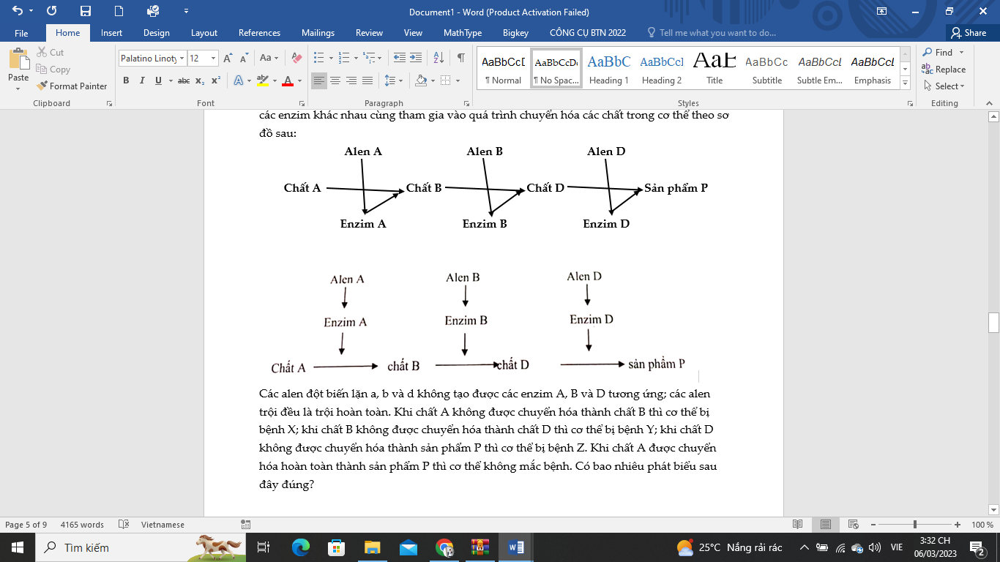 Document1 - Word (Product Activation Failed)
File Home Insert Design Layout References Mailings Review View MathType Bigkey CÔNG CỤ BTN 2022 Tell me what you want to do... Share
Paste
Cut
Copy
Format Painter
Clipboard
Palatino Linoty 12
B I U abc x₂ x²
Font
Paragraph
AaBbCcD ¶ Normal
AaBbCcDd ¶ No Spac...
AaBbC Heading 1
AaBbCcI Heading 2
AaB Title
AaBbCc Subtitle
AaBbCcL Subtle Em...
AaBbCcL Emphasis
Styles
Find
Replace
Select
Editing
các enzim khác nhau cùng tham gia vào quá trình chuyển hóa các chất trong cơ thể theo sơ
đồ sau:
Alen A Alen B Alen D
Chất A Chất B Chất D Sản phẩm P
Enzim A Enzim B Enzim D
Alen A Alen B Alen D
Enzim A Enzim B Enzim D
Chất A chất B chất D sản phẩm P
Các alen đột biến lặn a, b và d không tạo được các enzim A, B và D tương ứng; các alen
trội đều là trội hoàn toàn. Khi chất A không được chuyển hóa thành chất B thì cơ thể bị
bệnh X; khi chất B không được chuyển hóa thành chất D thì cơ thể bị bệnh Y; khi chất D
không được chuyển hóa thành sản phẩm P thì cơ thể bị bệnh Z. Khi chất A được chuyển
hóa hoàn toàn thành sản phẩm P thì cơ thể không mắc bệnh. Có bao nhiêu phát biểu sau
đây đúng?
Page 5 of 9 4165 words Vietnamese 100 %
Tìm kiếm
25°C Nắng rải rác
VIE
3:32 CH
06/03/2023
2